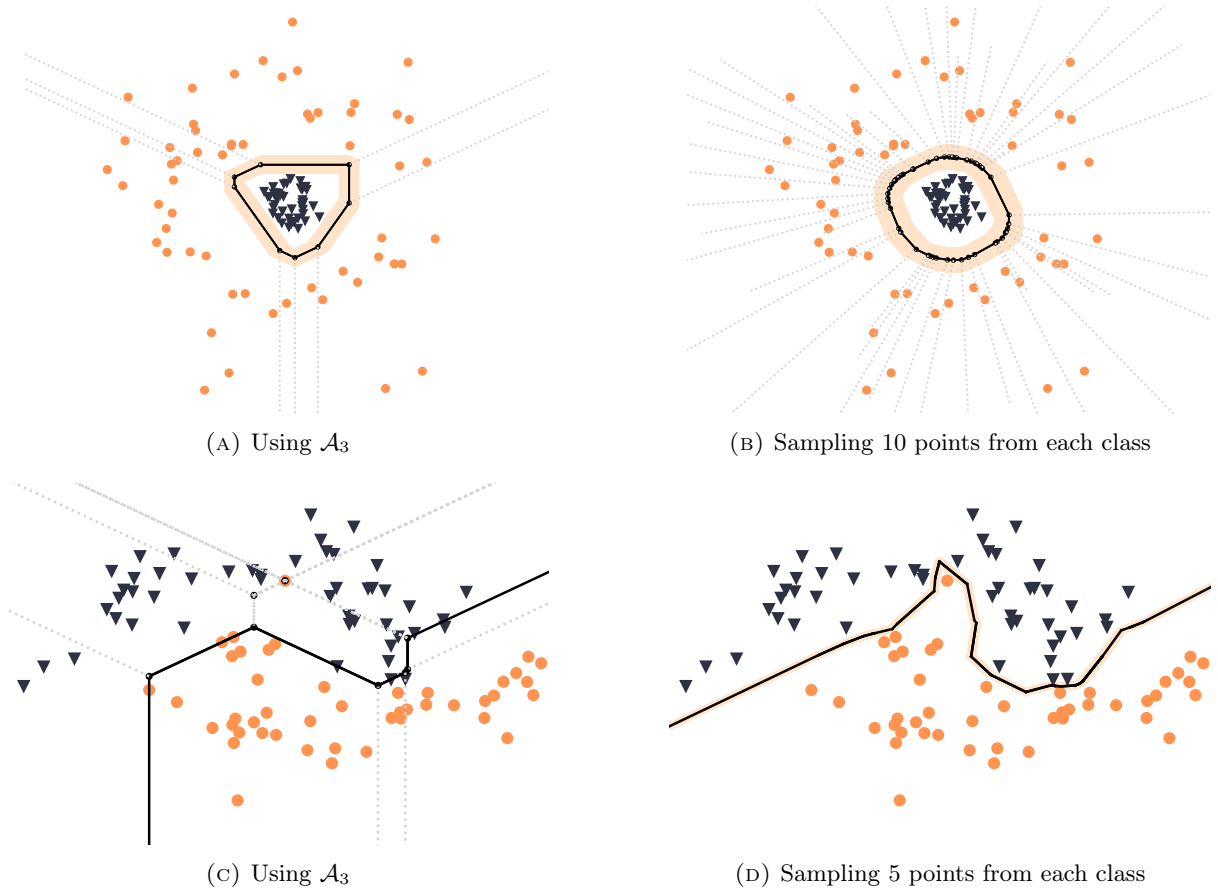 (A) Using 𝒜₃
(B) Sampling 10 points from each class
(C) Using 𝒜₃
(D) Sampling 5 points from each class